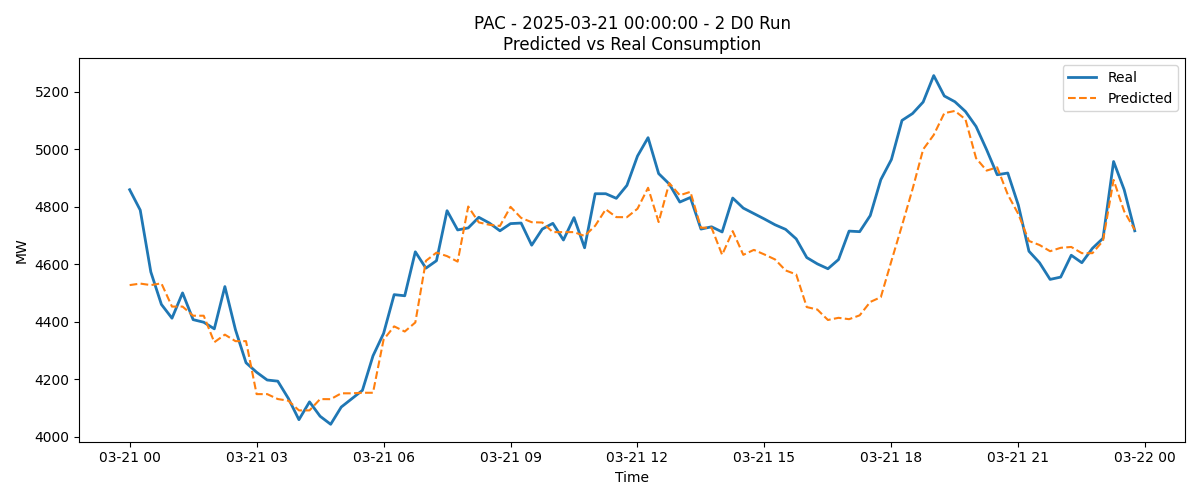 PAC - 2025-03-21 00:00:00 - 2 D0 Run
Predicted vs Real Consumption
Real
Predicted
MW
5200
5000
4800
4600
4400
4200
4000
03-21 00
03-21 03
03-21 06
03-21 09
03-21 12
03-21 15
03-21 18
03-21 21
03-22 00
Time